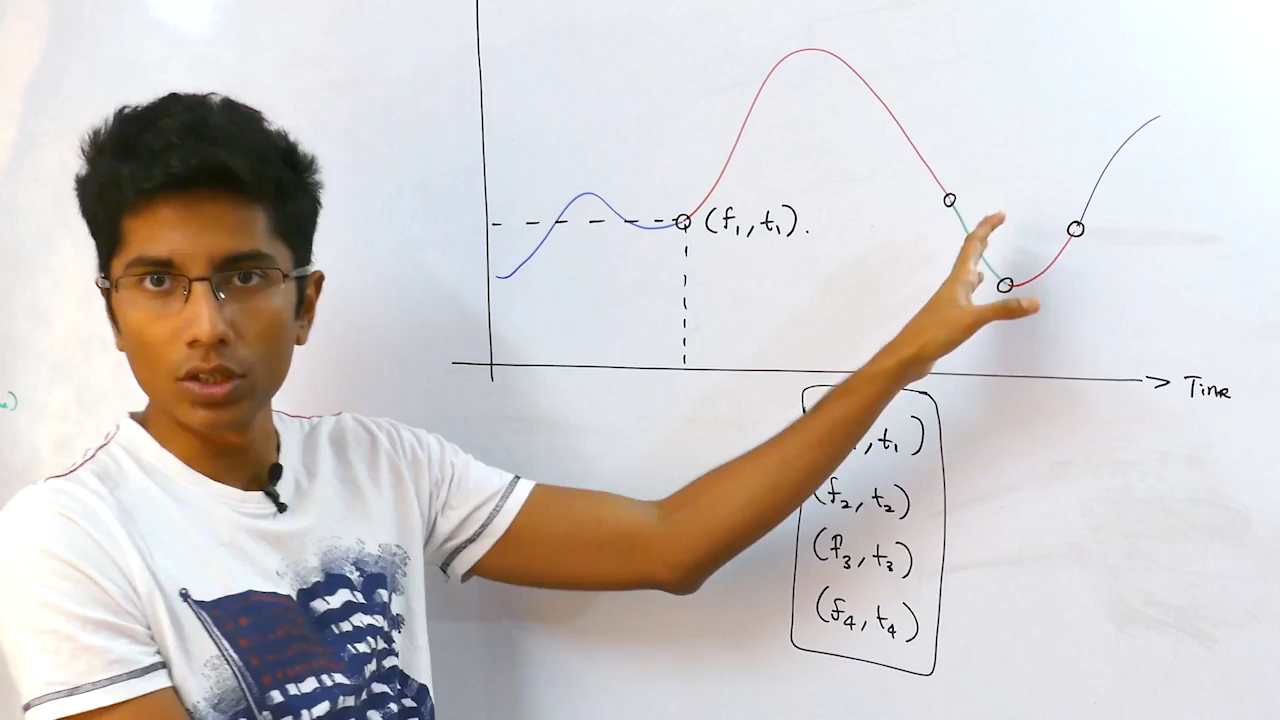 (f₁, t₁).
Time
, t₁)
(f₂, t₂)
(f₃, t₃)
(f₄, t₄)